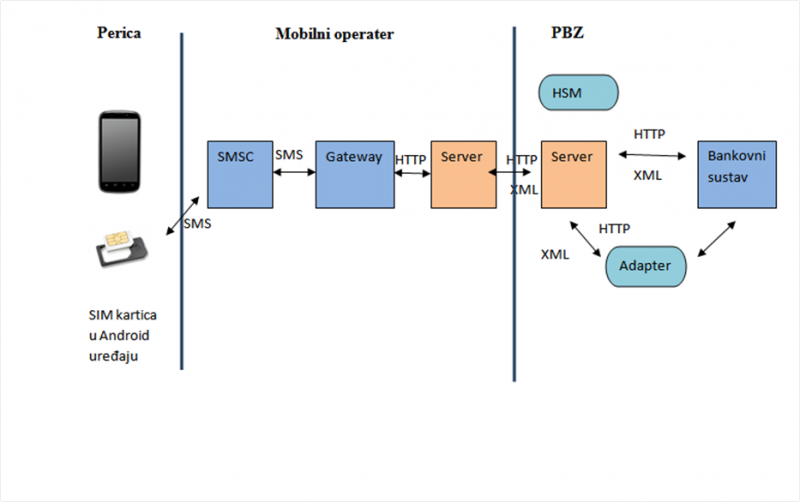 Perica
Mobilni operater
PBZ
HSM
SMSC
SMS
Gateway
HTTP
Server
HTTP
XML
Server
HTTP
XML
Bankovni
sustav
SMS
HTTP
XML
Adapter
SIM kartica
u Android
uređaju